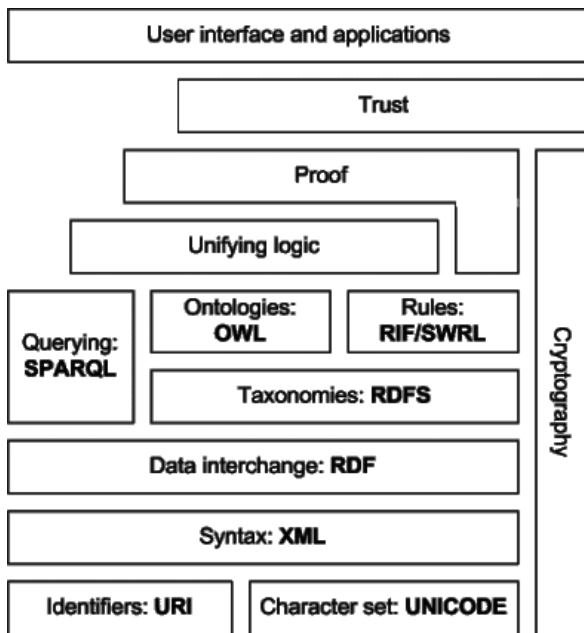 User interface and applications
Trust
Proof
Unifying logic
Querying:
SPARQL
Ontologies:
OWL
Rules:
RIF/SWRL
Taxonomies: RDFS
Data interchange: RDF
Syntax: XML
Identifiers: URI
Character set: UNICODE
Cryptography